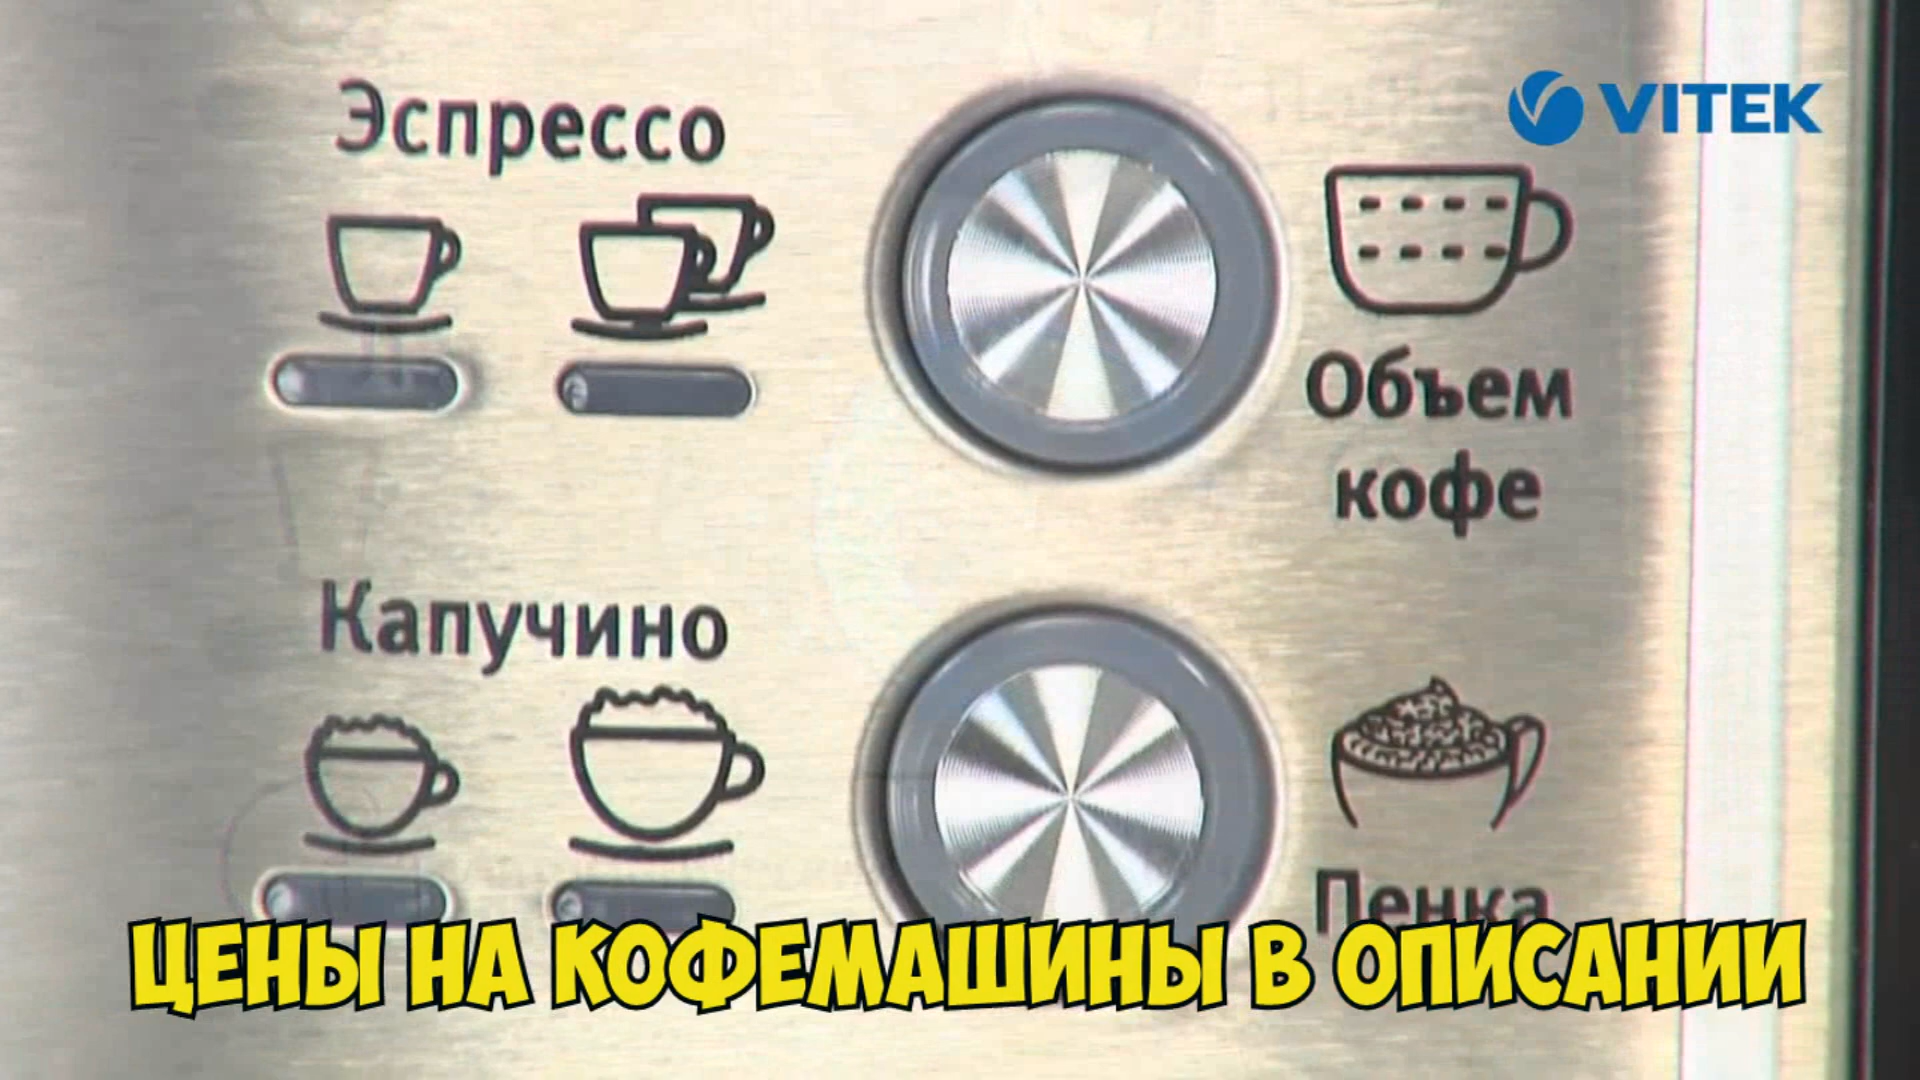 Эспрессо
VITEK
Объем
кофе
Капучино
Пенка
ЦЕНЫ НА КОФЕМАШИНЫ В ОПИСАНИИ